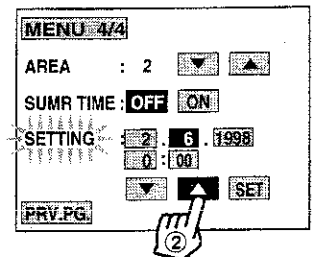 MENU 4/4
AREA : 2 ▼ ▲
SUMR TIME : OFF ON
SETTING : 2 . 6 . 1998
0 : 00
▼ ▲ SET
PRV.PG.
②